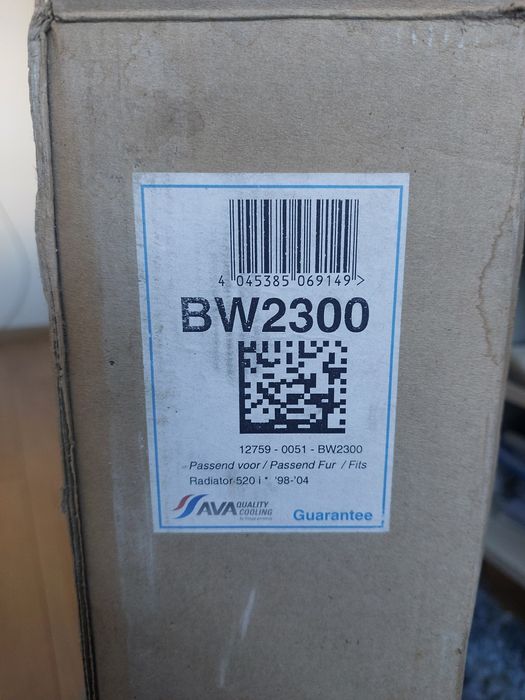 4 045385 069149 >
BW2300
12759 - 0051 - BW2300
Passend voor / Passend Fur / Fits
Radiator 520 i * '98-'04
AVA QUALITY COOLING
Guarantee